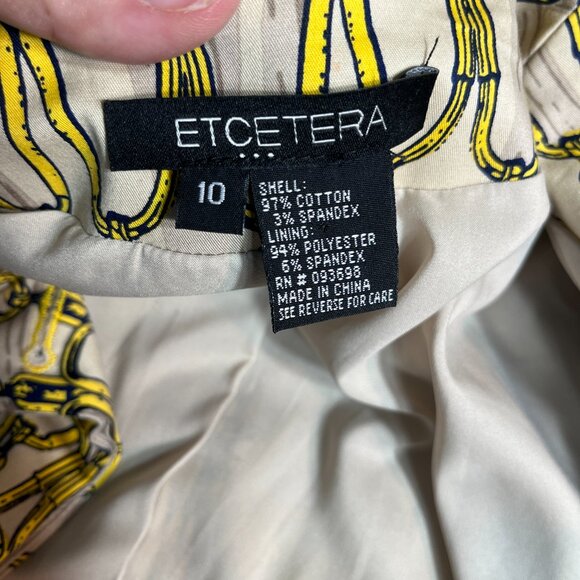 ETCETERA
...
10
SHELL:
97% COTTON
3% SPANDEX
LINING:
94% POLYESTER
6% SPANDEX
RN # 093698
MADE IN CHINA
SEE REVERSE FOR CARE